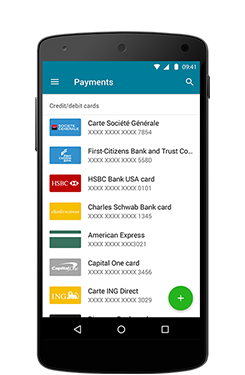 09:41
Payments
Credit/debit cards
SOCIETE GENERALE
Carte Société Générale
XXXX XXXX XXXX 7854
First-Citizens Bank and Trust Co...
XXXX XXXX XXXX 5580
HSBC
HSBC Bank USA card
XXXX XXXX XXXX 0101
Charles Schwab Bank card
XXXX XXXX XXXX 1345
American Express
XXXX XXXX XXX3021
Capital One
Capital One card
XXXX XXXX XXXX 3456
ING
Carte ING Direct
XXXX XXXX XXXX 3029
+